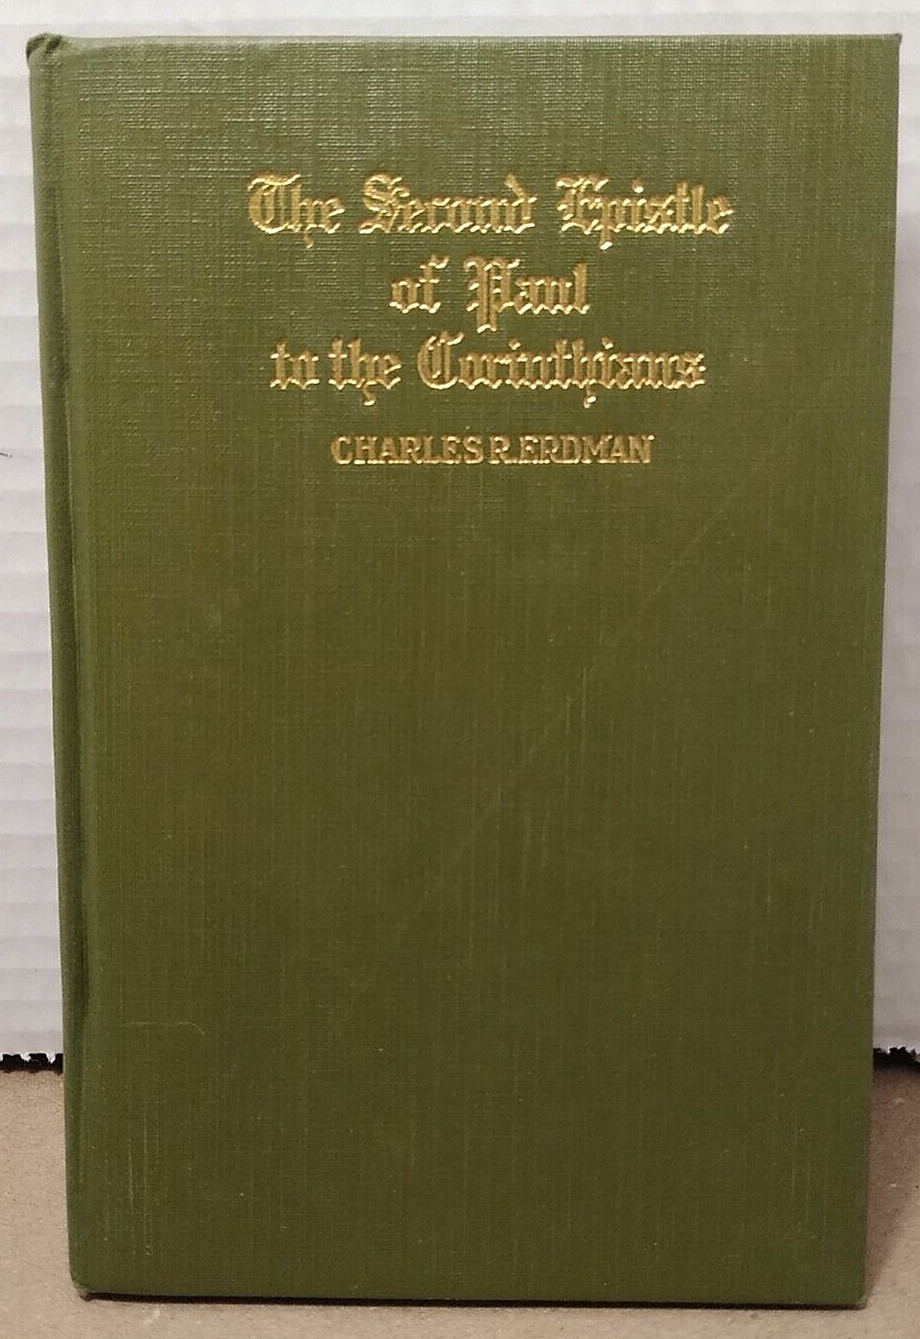 The Second Epistle
of Paul
to the Corinthians
CHARLES R. ERDMAN